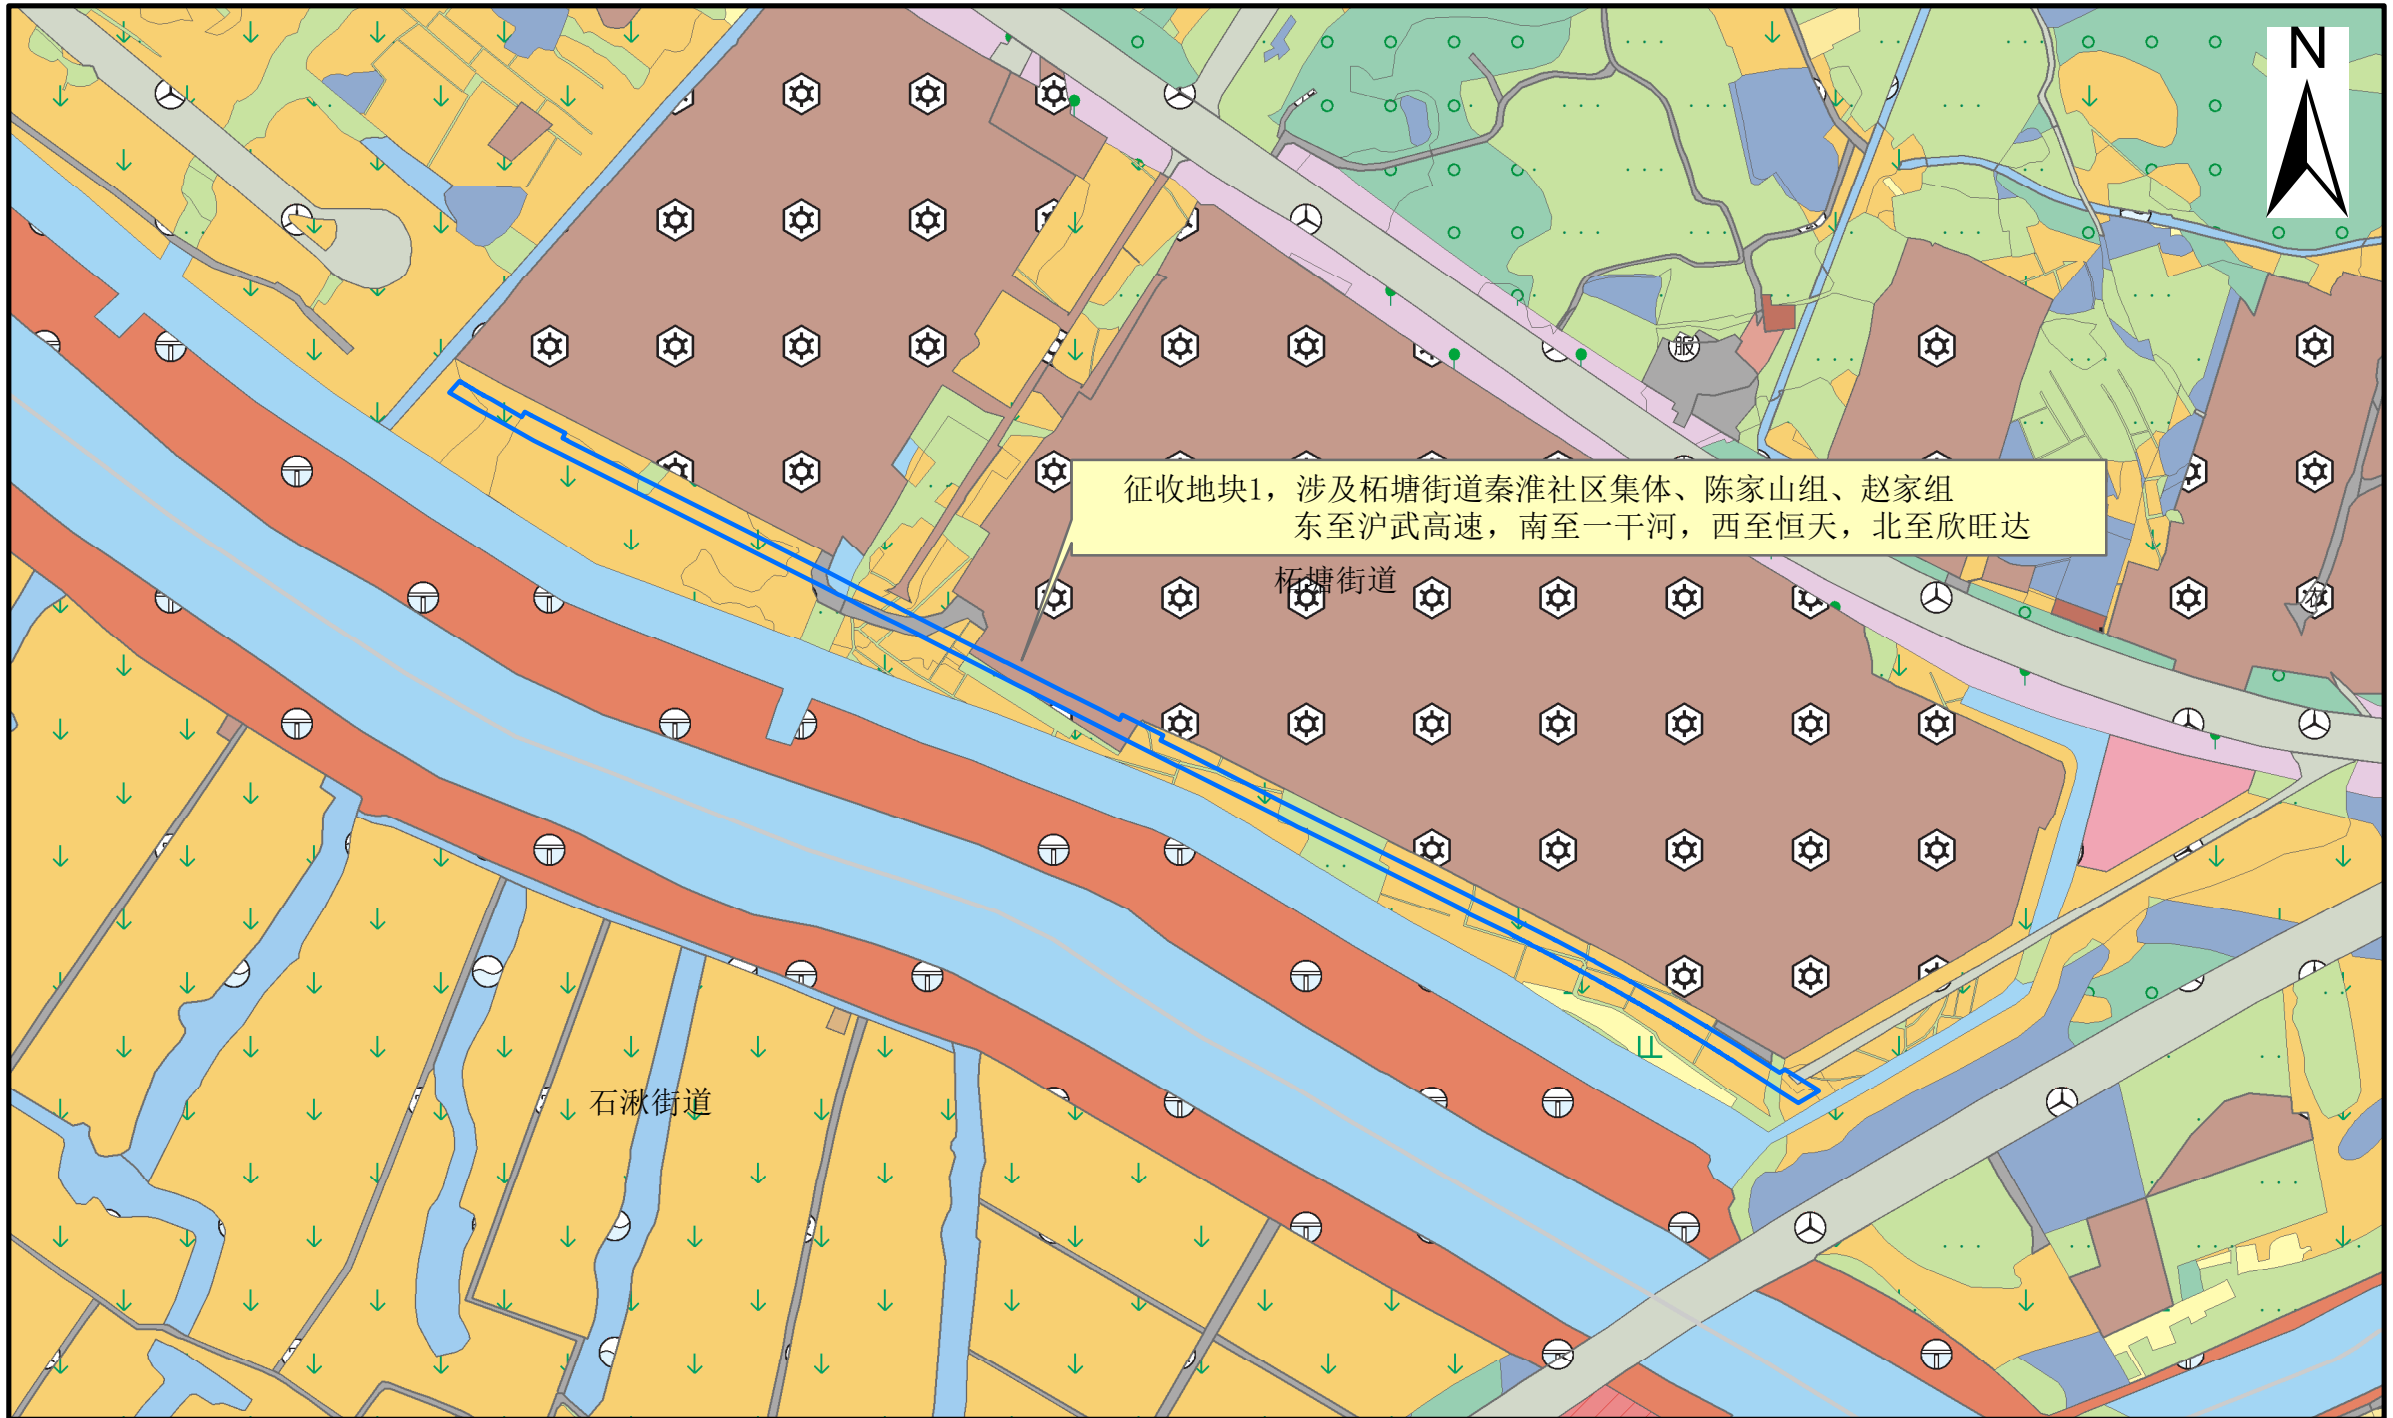 N
服
征收地块1，涉及柘塘街道秦淮社区集体、陈家山组、赵家组
东至沪武高速，南至一干河，西至恒天，北至欣旺达
柘塘街道
石湫街道